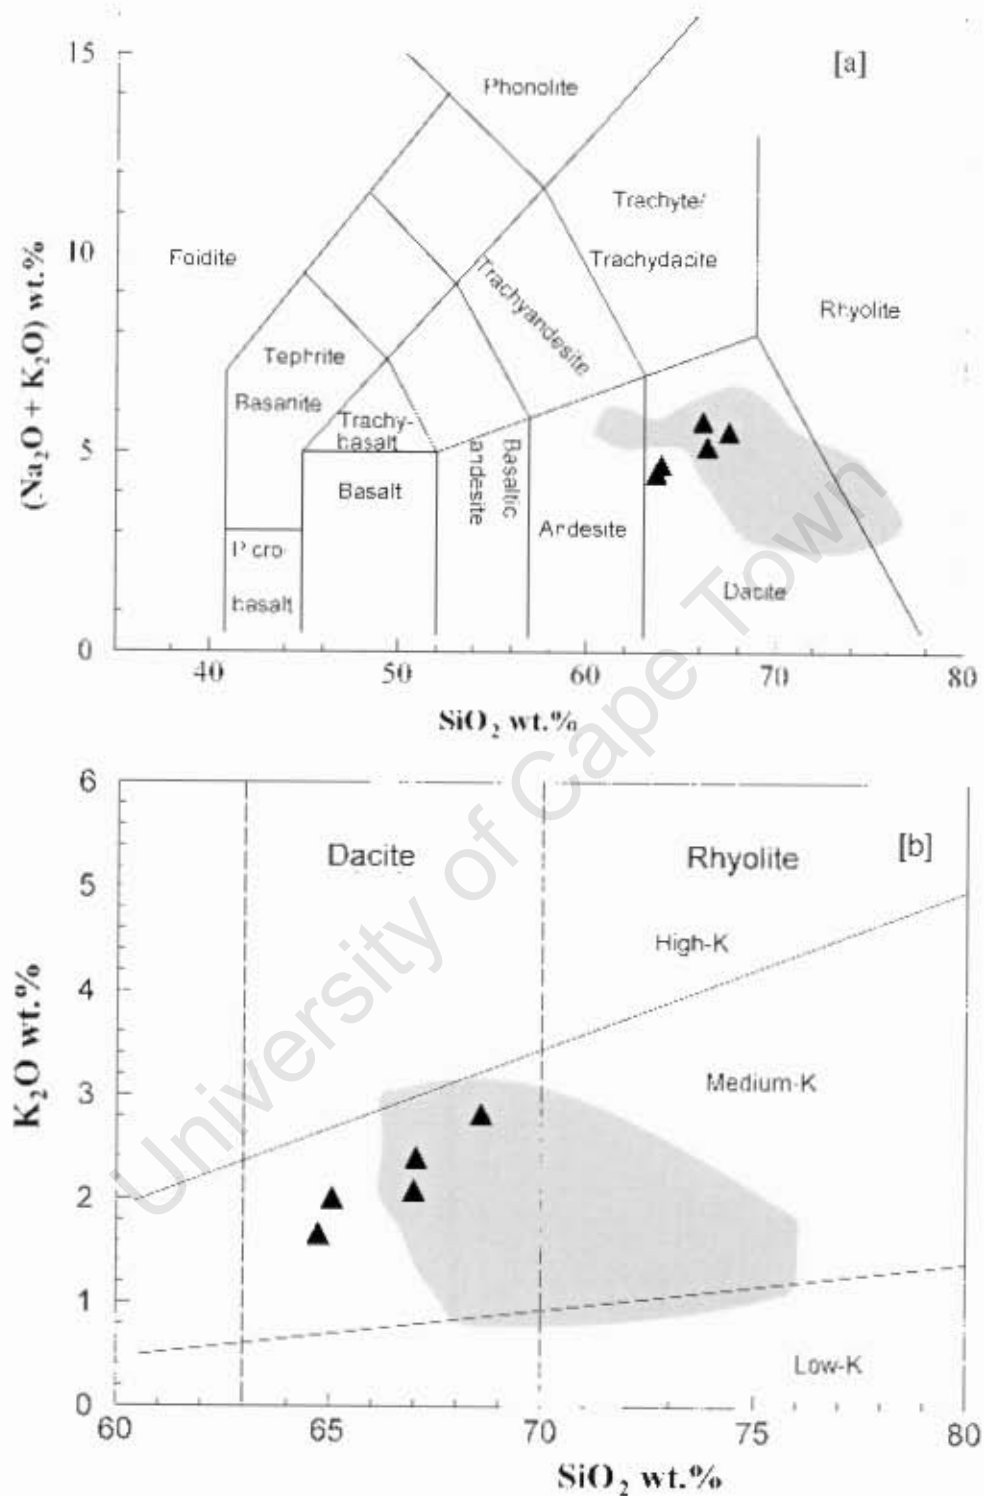 15
[a]
Phonolite
Trachyte/
Trachydacite
10
Foidite
Trachyandesite
Rhyolite
Tephrite
Basanite
Trachy-
basalt
5
Basalt
Basaltic
andesite
Andesite
Picro
basalt
Dacite
0
40
50
60
70
80
(Na₂O + K₂O) wt.%
SiO₂ wt.%
6
Dacite
Rhyolite
[b]
5
High-K
4
3
Medium-K
2
1
Low-K
0
60
65
70
75
80
K₂O wt.%
SiO₂ wt.%
University of Cape Town